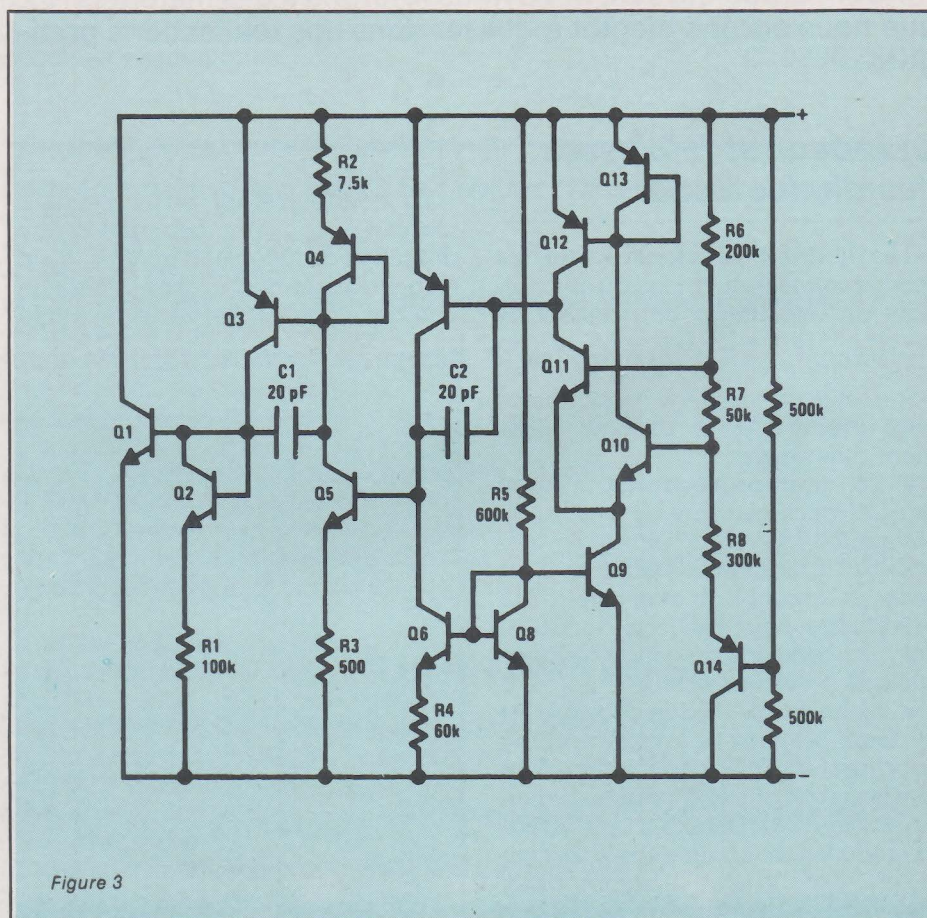 +
R2
7.5k
Q13
Q4
Q12
R6
200k
Q3
C1
20 pF
C2
20 pF
Q11
R7
50k
500k
Q1
Q10
Q2
Q5
R5
600k
R8
300k
Q9
Q6
Q8
Q14
R1
100k
R3
500
R4
60k
500k
–
Figure 3